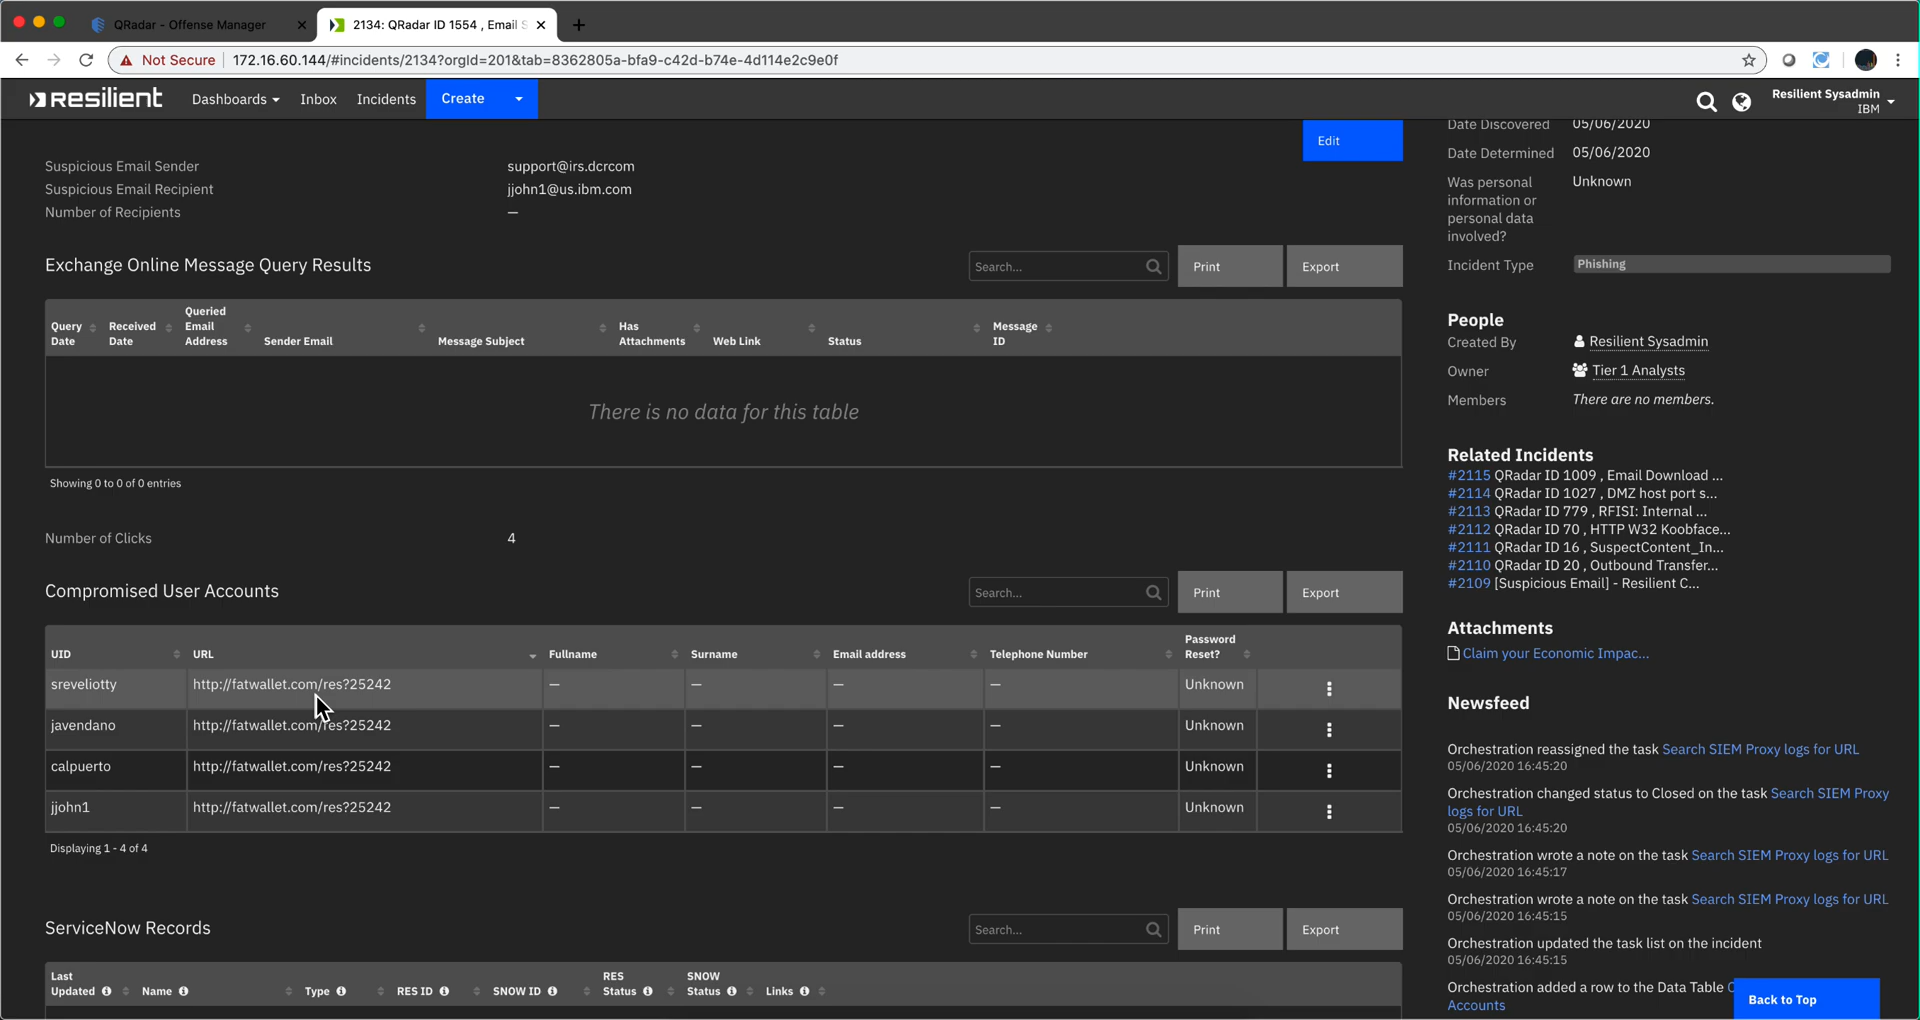 QRadar - Offense Manager
2134: QRadar ID 1554 , Email S
Not Secure
172.16.60.144/#incidents/2134?orgId=201&tab=8362805a-bfa9-c42d-b74e-4d114e2c9e0f
resilient
Dashboards
Inbox
Incidents
Create
Resilient Sysadmin
IBM
Edit
Suspicious Email Sender
support@irs.dcrcom
Suspicious Email Recipient
jjohn1@us.ibm.com
Number of Recipients
—
Exchange Online Message Query Results
Search...
Print
Export
Query
Date
Received
Date
Queried
Email
Address
Sender Email
Message Subject
Has
Attachments
Web Link
Status
Message
ID
There is no data for this table
Showing 0 to 0 of 0 entries
Number of Clicks
4
Compromised User Accounts
Search...
Print
Export
UID
URL
Fullname
Surname
Email address
Telephone Number
Password
Reset?
sreveliotty http://fatwallet.com/res?25242 — — — — Unknown
javendano http://fatwallet.com/res?25242 — — — — Unknown
calpuerto http://fatwallet.com/res?25242 — — — — Unknown
jjohn1 http://fatwallet.com/res?25242 — — — — Unknown
Displaying 1 - 4 of 4
ServiceNow Records
Search...
Print
Export
Last
Updated
Name
Type
RES ID
SNOW ID
RES
Status
SNOW
Status
Links
Date Discovered 05/06/2020
Date Determined 05/06/2020
Was personal
information or
personal data
involved?
Unknown
Incident Type
Phishing
People
Created By
Resilient Sysadmin
Owner
Tier 1 Analysts
Members
There are no members.
Related Incidents
#2115 QRadar ID 1009 , Email Download ...
#2114 QRadar ID 1027 , DMZ host port s...
#2113 QRadar ID 779 , RFISI: Internal ...
#2112 QRadar ID 70 , HTTP W32 Koobface...
#2111 QRadar ID 16 , SuspectContent_In...
#2110 QRadar ID 20 , Outbound Transfer...
#2109 [Suspicious Email] - Resilient C...
Attachments
Claim your Economic Impac...
Newsfeed
Orchestration reassigned the task Search SIEM Proxy logs for URL
05/06/2020 16:45:20
Orchestration changed status to Closed on the task Search SIEM Proxy
logs for URL
05/06/2020 16:45:20
Orchestration wrote a note on the task Search SIEM Proxy logs for URL
05/06/2020 16:45:17
Orchestration wrote a note on the task Search SIEM Proxy logs for URL
05/06/2020 16:45:15
Orchestration updated the task list on the incident
05/06/2020 16:45:15
Orchestration added a row to the Data Table
Accounts
Back to Top